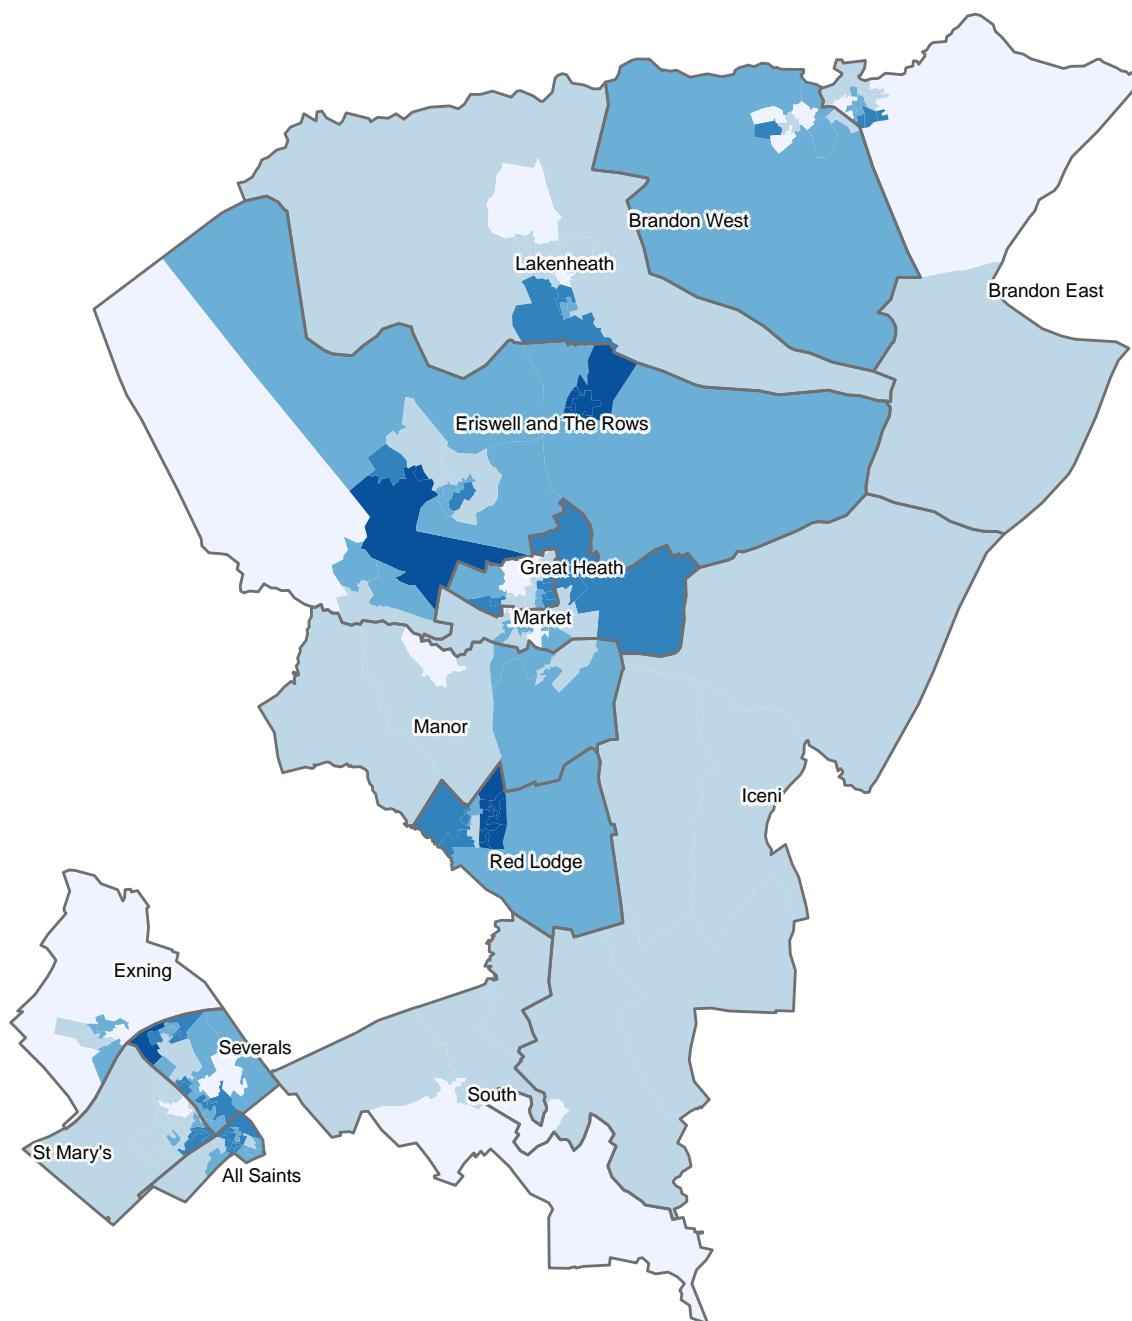 Brandon West
Lakenheath
Brandon East
Eriswell and The Rows
Great Heath
Market
Manor
Iceni
Red Lodge
Exning
Severals
South
St Mary's
All Saints